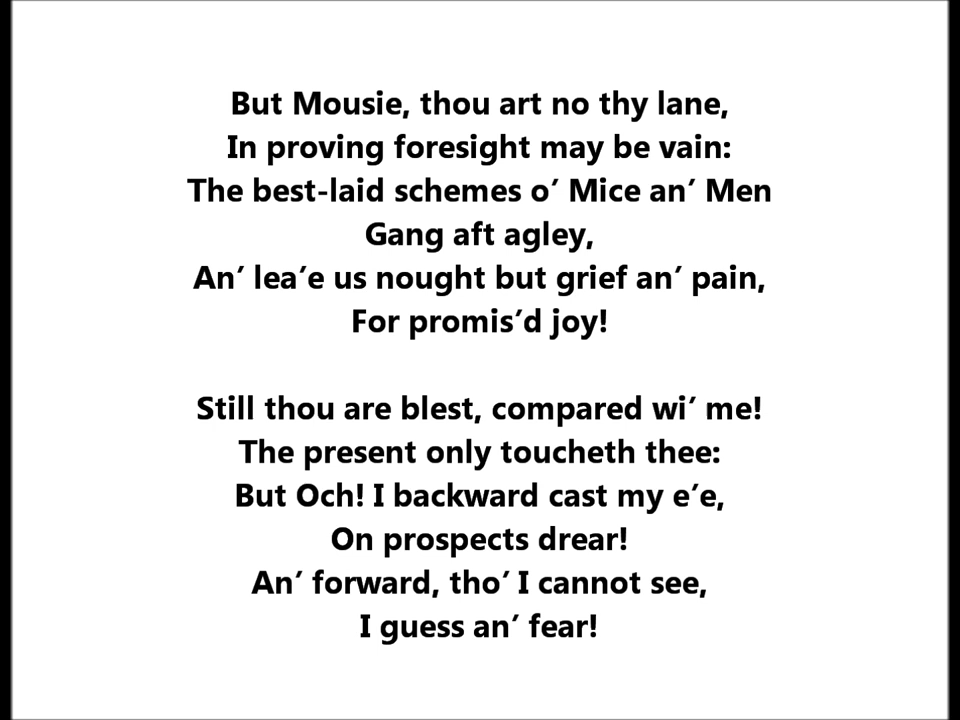 But Mousie, thou art no thy lane,
In proving foresight may be vain:
The best-laid schemes o’ Mice an’ Men
Gang aft agley,
An’ lea’e us nought but grief an’ pain,
For promis’d joy!
Still thou are blest, compared wi’ me!
The present only toucheth thee:
But Och! I backward cast my e’e,
On prospects drear!
An’ forward, tho’ I cannot see,
I guess an’ fear!